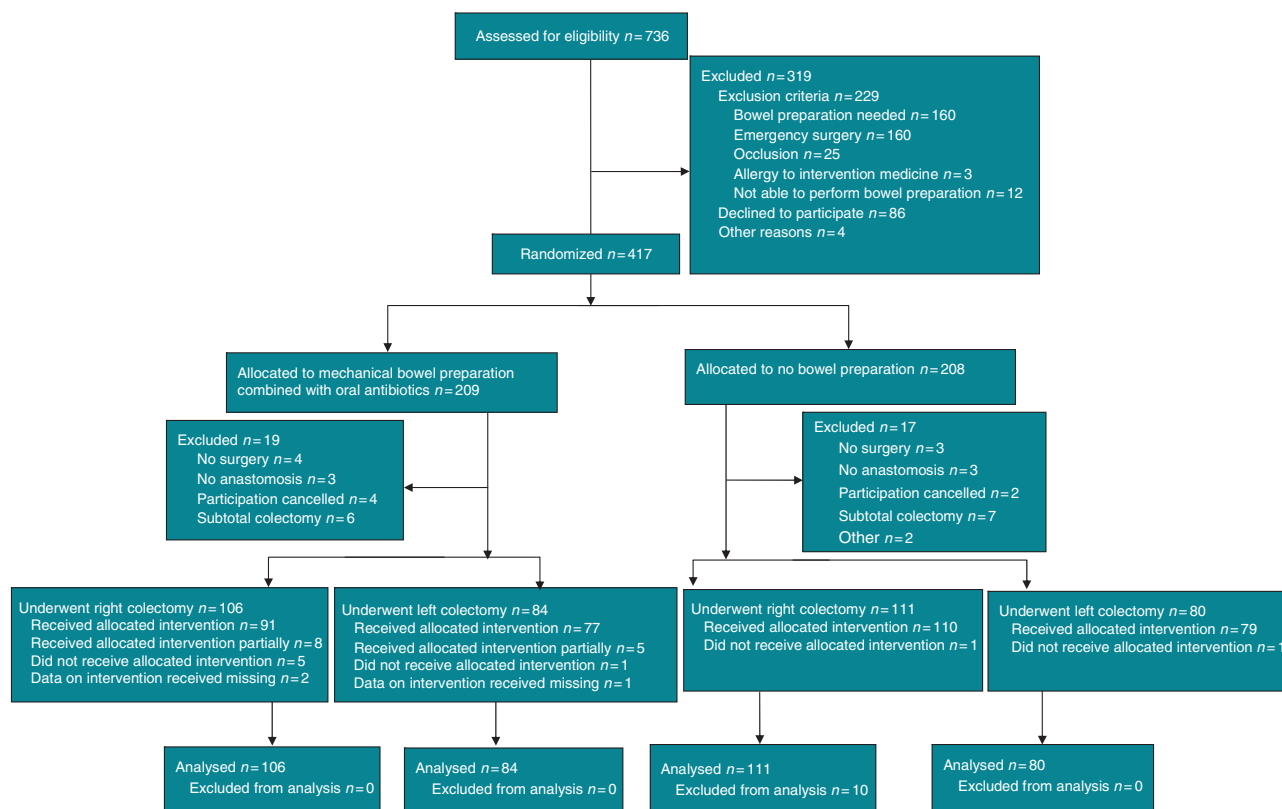 Assessed for eligibility n=736
Excluded n=319
Exclusion criteria n=229
Bowel preparation needed n=160
Emergency surgery n=160
Occlusion n=25
Allergy to intervention medicine n=3
Not able to perform bowel preparation n=12
Declined to participate n=86
Other reasons n=4
Randomized n=417
Allocated to mechanical bowel preparation
combined with oral antibiotics n=209
Allocated to no bowel preparation n=208
Excluded n=19
No surgery n=4
No anastomosis n=3
Participation cancelled n=4
Subtotal colectomy n=6
Excluded n=17
No surgery n=3
No anastomosis n=3
Participation cancelled n=2
Subtotal colectomy n=7
Other n=2
Underwent right colectomy n=106
Received allocated intervention n=91
Received allocated intervention partially n=8
Did not receive allocated intervention n=5
Data on intervention received missing n=2
Underwent left colectomy n=84
Received allocated intervention n=77
Received allocated intervention partially n=5
Did not receive allocated intervention n=1
Data on intervention received missing n=1
Underwent right colectomy n=111
Received allocated intervention n=110
Did not receive allocated intervention n=1
Underwent left colectomy n=80
Received allocated intervention n=79
Did not receive allocated intervention n=1
Analysed n=106
Excluded from analysis n=0
Analysed n=84
Excluded from analysis n=0
Analysed n=111
Excluded from analysis n=10
Analysed n=80
Excluded from analysis n=0